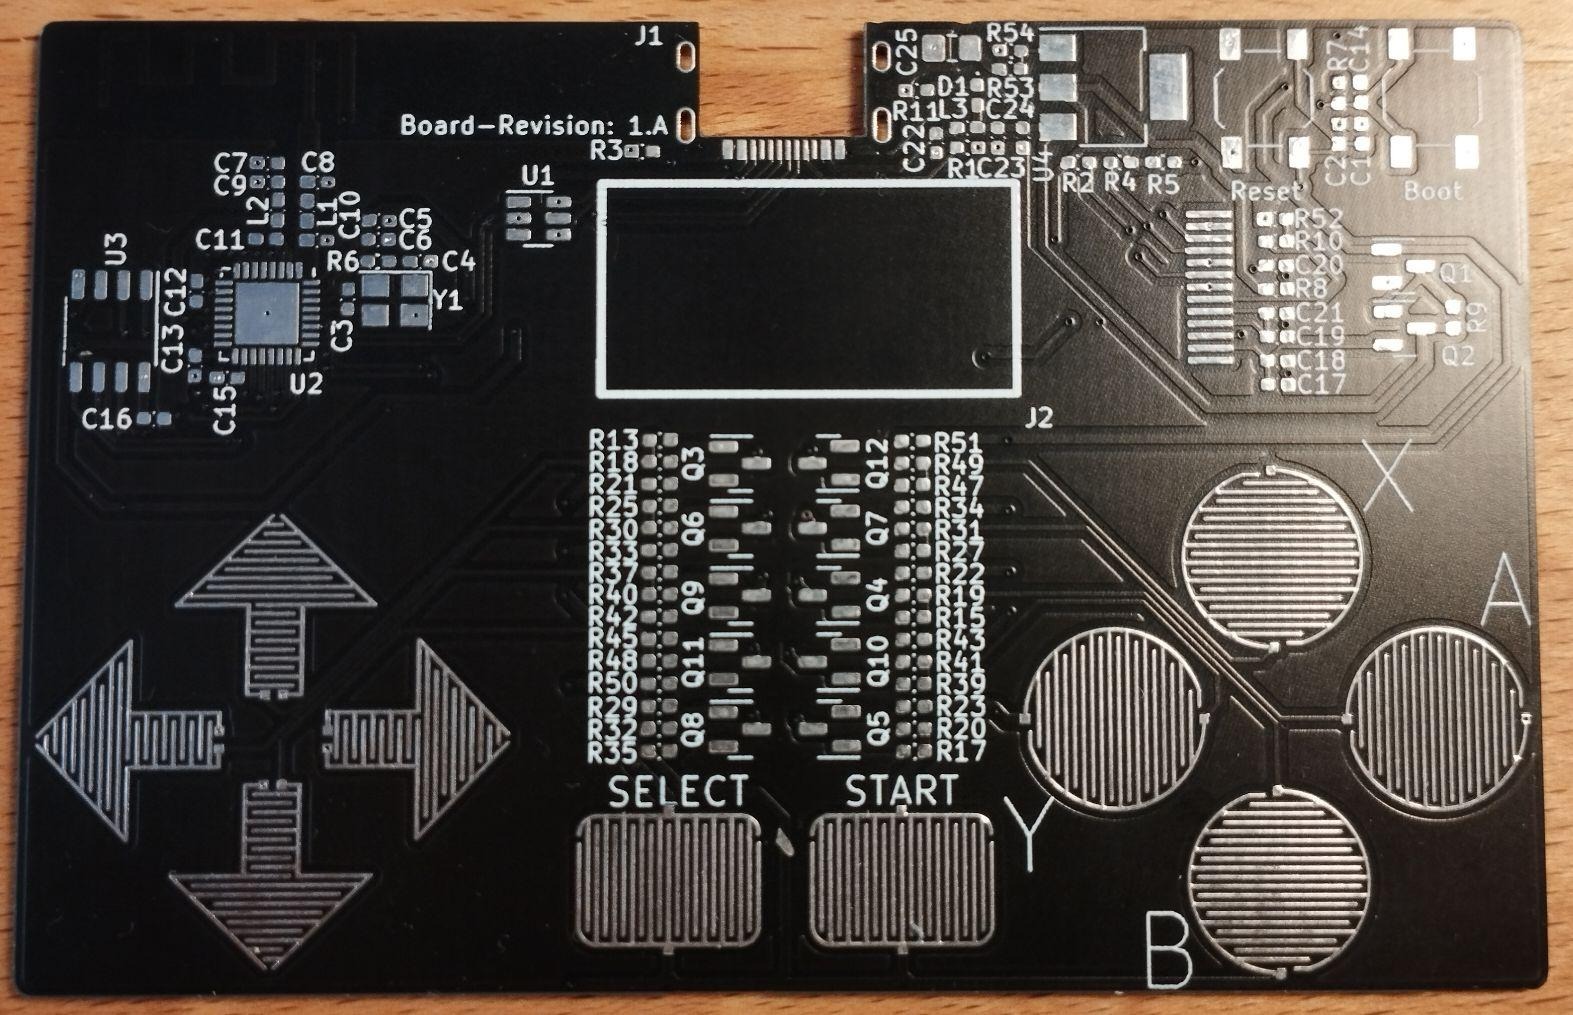 J1
C25
R54
R7
C14
Board-Revision: 1.A
D1
R53
R11
L3
C24
R3
C22
R1
C23
U4
R2
R4
R5
Reset
C2
C1
Boot
C7
C8
C9
U1
L2
L1
C10
C5
C6
C11
R6
C4
U3
C12
Y1
C3
C13
U2
C15
C16
R52
R10
C20
R8
C21
C19
C18
C17
Q1
R9
Q2
J2
R13
R18
R21
R25
R30
R33
R37
R40
R42
R45
R48
R50
R29
R32
R35
Q3
Q6
Q9
Q11
Q8
Q12
Q7
Q4
Q10
Q5
R51
R49
R47
R34
R31
R27
R22
R19
R15
R43
R41
R39
R23
R20
R17
SELECT
START
X
A
Y
B